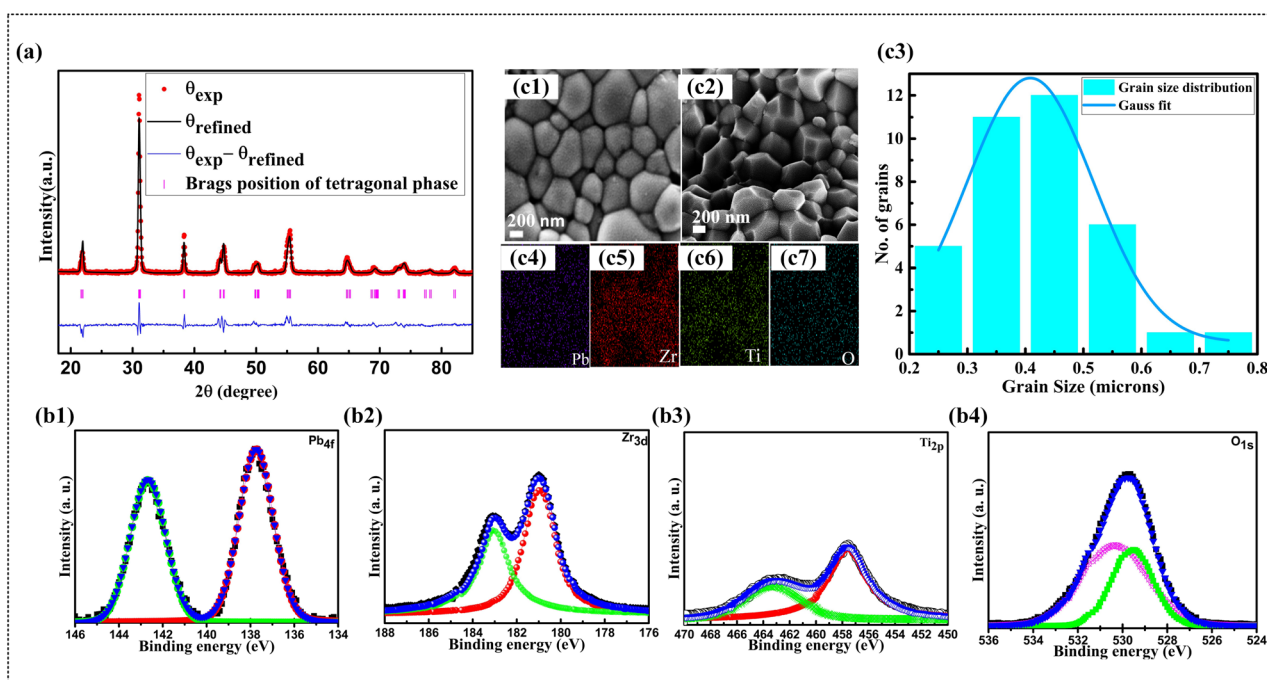 (a)
θexp
θrefined
θexp− θrefined
Brags position of tetragonal phase
Intensity(a.u.)
20 30 40 50 60 70 80
2θ (degree)
(c1)
200 nm
(c2)
200 nm
(c4)
Pb
(c5)
Zr
(c6)
Ti
(c7)
O
(c3)
Grain size distribution
Gauss fit
No. of grains
12
10
8
6
4
2
0
0.2 0.3 0.4 0.5 0.6 0.7 0.8
Grain Size (microns)
(b1)
Pb4f
Intensity (a. u.)
146 144 142 140 138 136 134
Binding energy (eV)
(b2)
Zr3d
Intensity (a. u.)
188 186 184 182 180 178 176
Binding energy (eV)
(b3)
Ti2p
Intensity (a. u.)
470 468 466 464 462 460 458 456 454 452 450
Binding energy (eV)
(b4)
O1s
Intensity (a. u.)
536 534 532 530 528 526 524
Binding energy (eV)